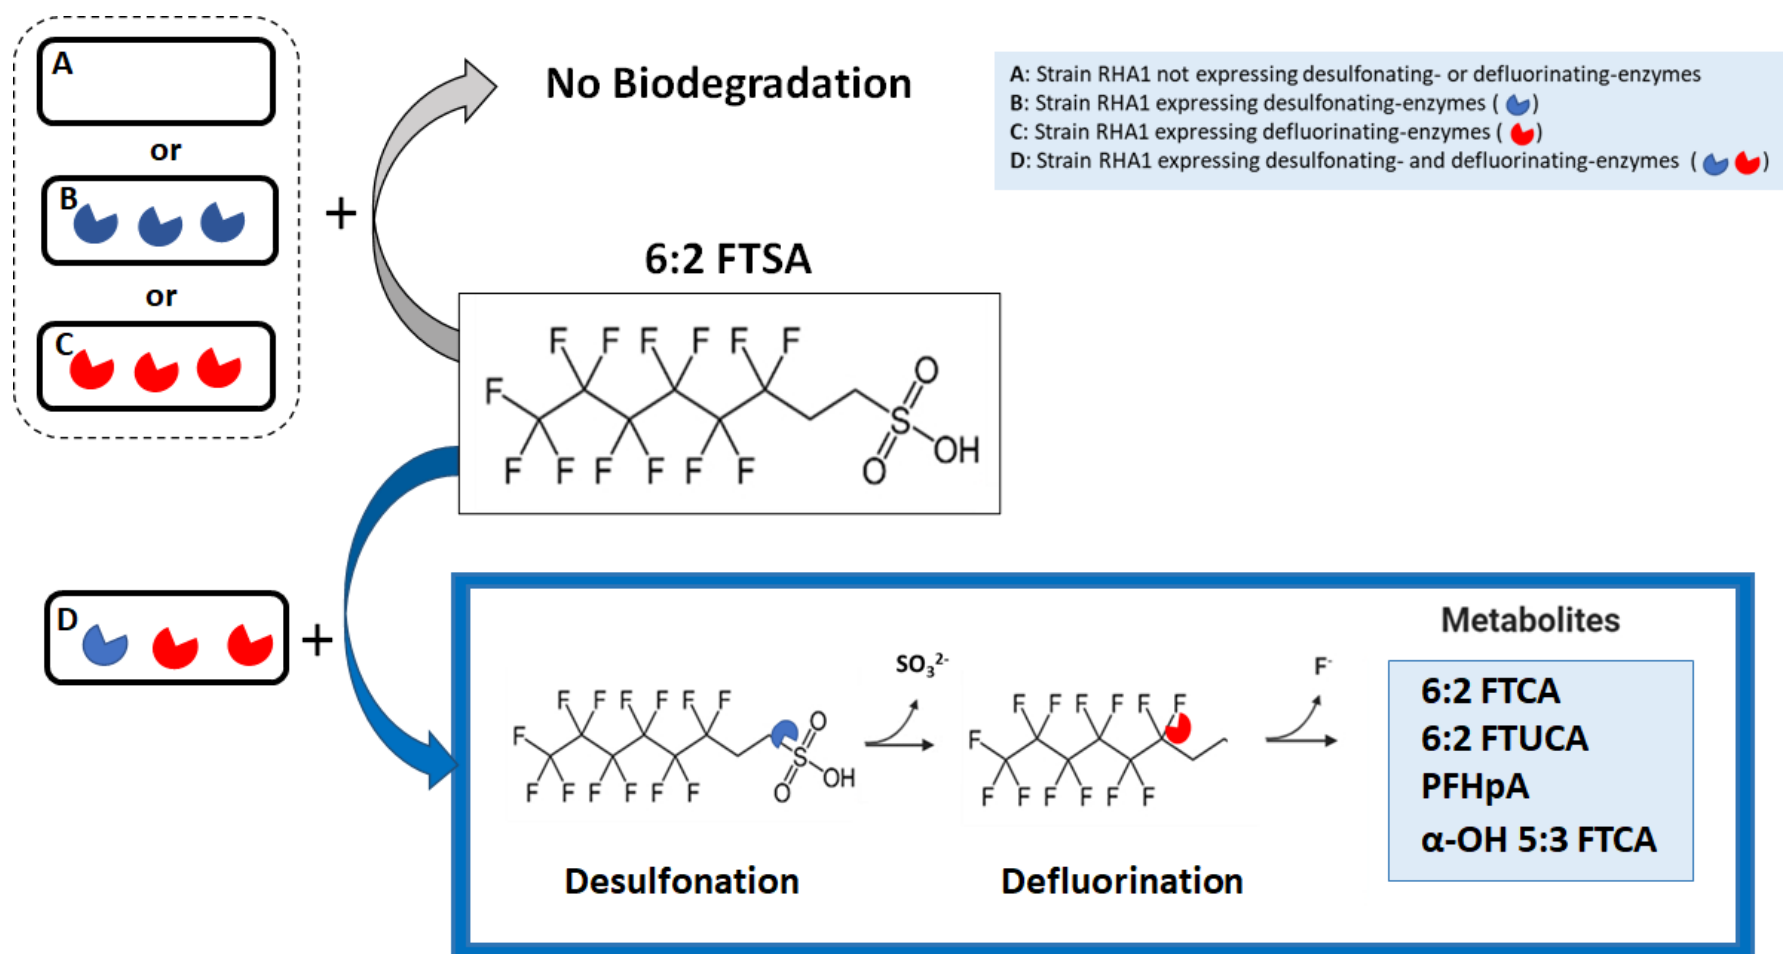 A
or
B
or
C
+
No Biodegradation
A: Strain RHA1 not expressing desulfonating- or defluorinating-enzymes
B: Strain RHA1 expressing desulfonating-enzymes ( )
C: Strain RHA1 expressing defluorinating-enzymes ( )
D: Strain RHA1 expressing desulfonating- and defluorinating-enzymes ( )
6:2 FTSA
F F F F F F
F
F F F F F F
O
S
OH
O
D
+
F F F F F F
F
F F F F F F
O
S
OH
O
SO₃²⁻
F F F F F F
F
F F F F F F
F⁻
Desulfonation
Defluorination
Metabolites
6:2 FTCA
6:2 FTUCA
PFHpA
α-OH 5:3 FTCA